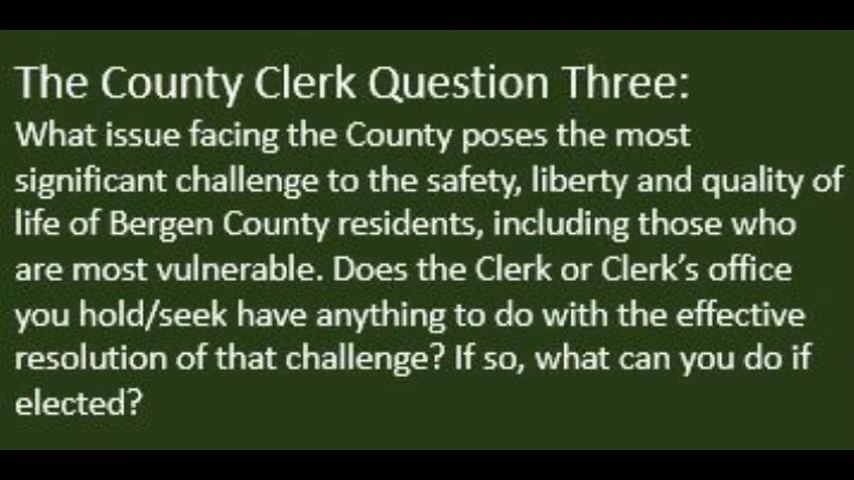 The County Clerk Question Three:
What issue facing the County poses the most
significant challenge to the safety, liberty and quality of
life of Bergen County residents, including those who
are most vulnerable. Does the Clerk or Clerk's office
you hold/seek have anything to do with the effective
resolution of that challenge? If so, what can you do if
elected?